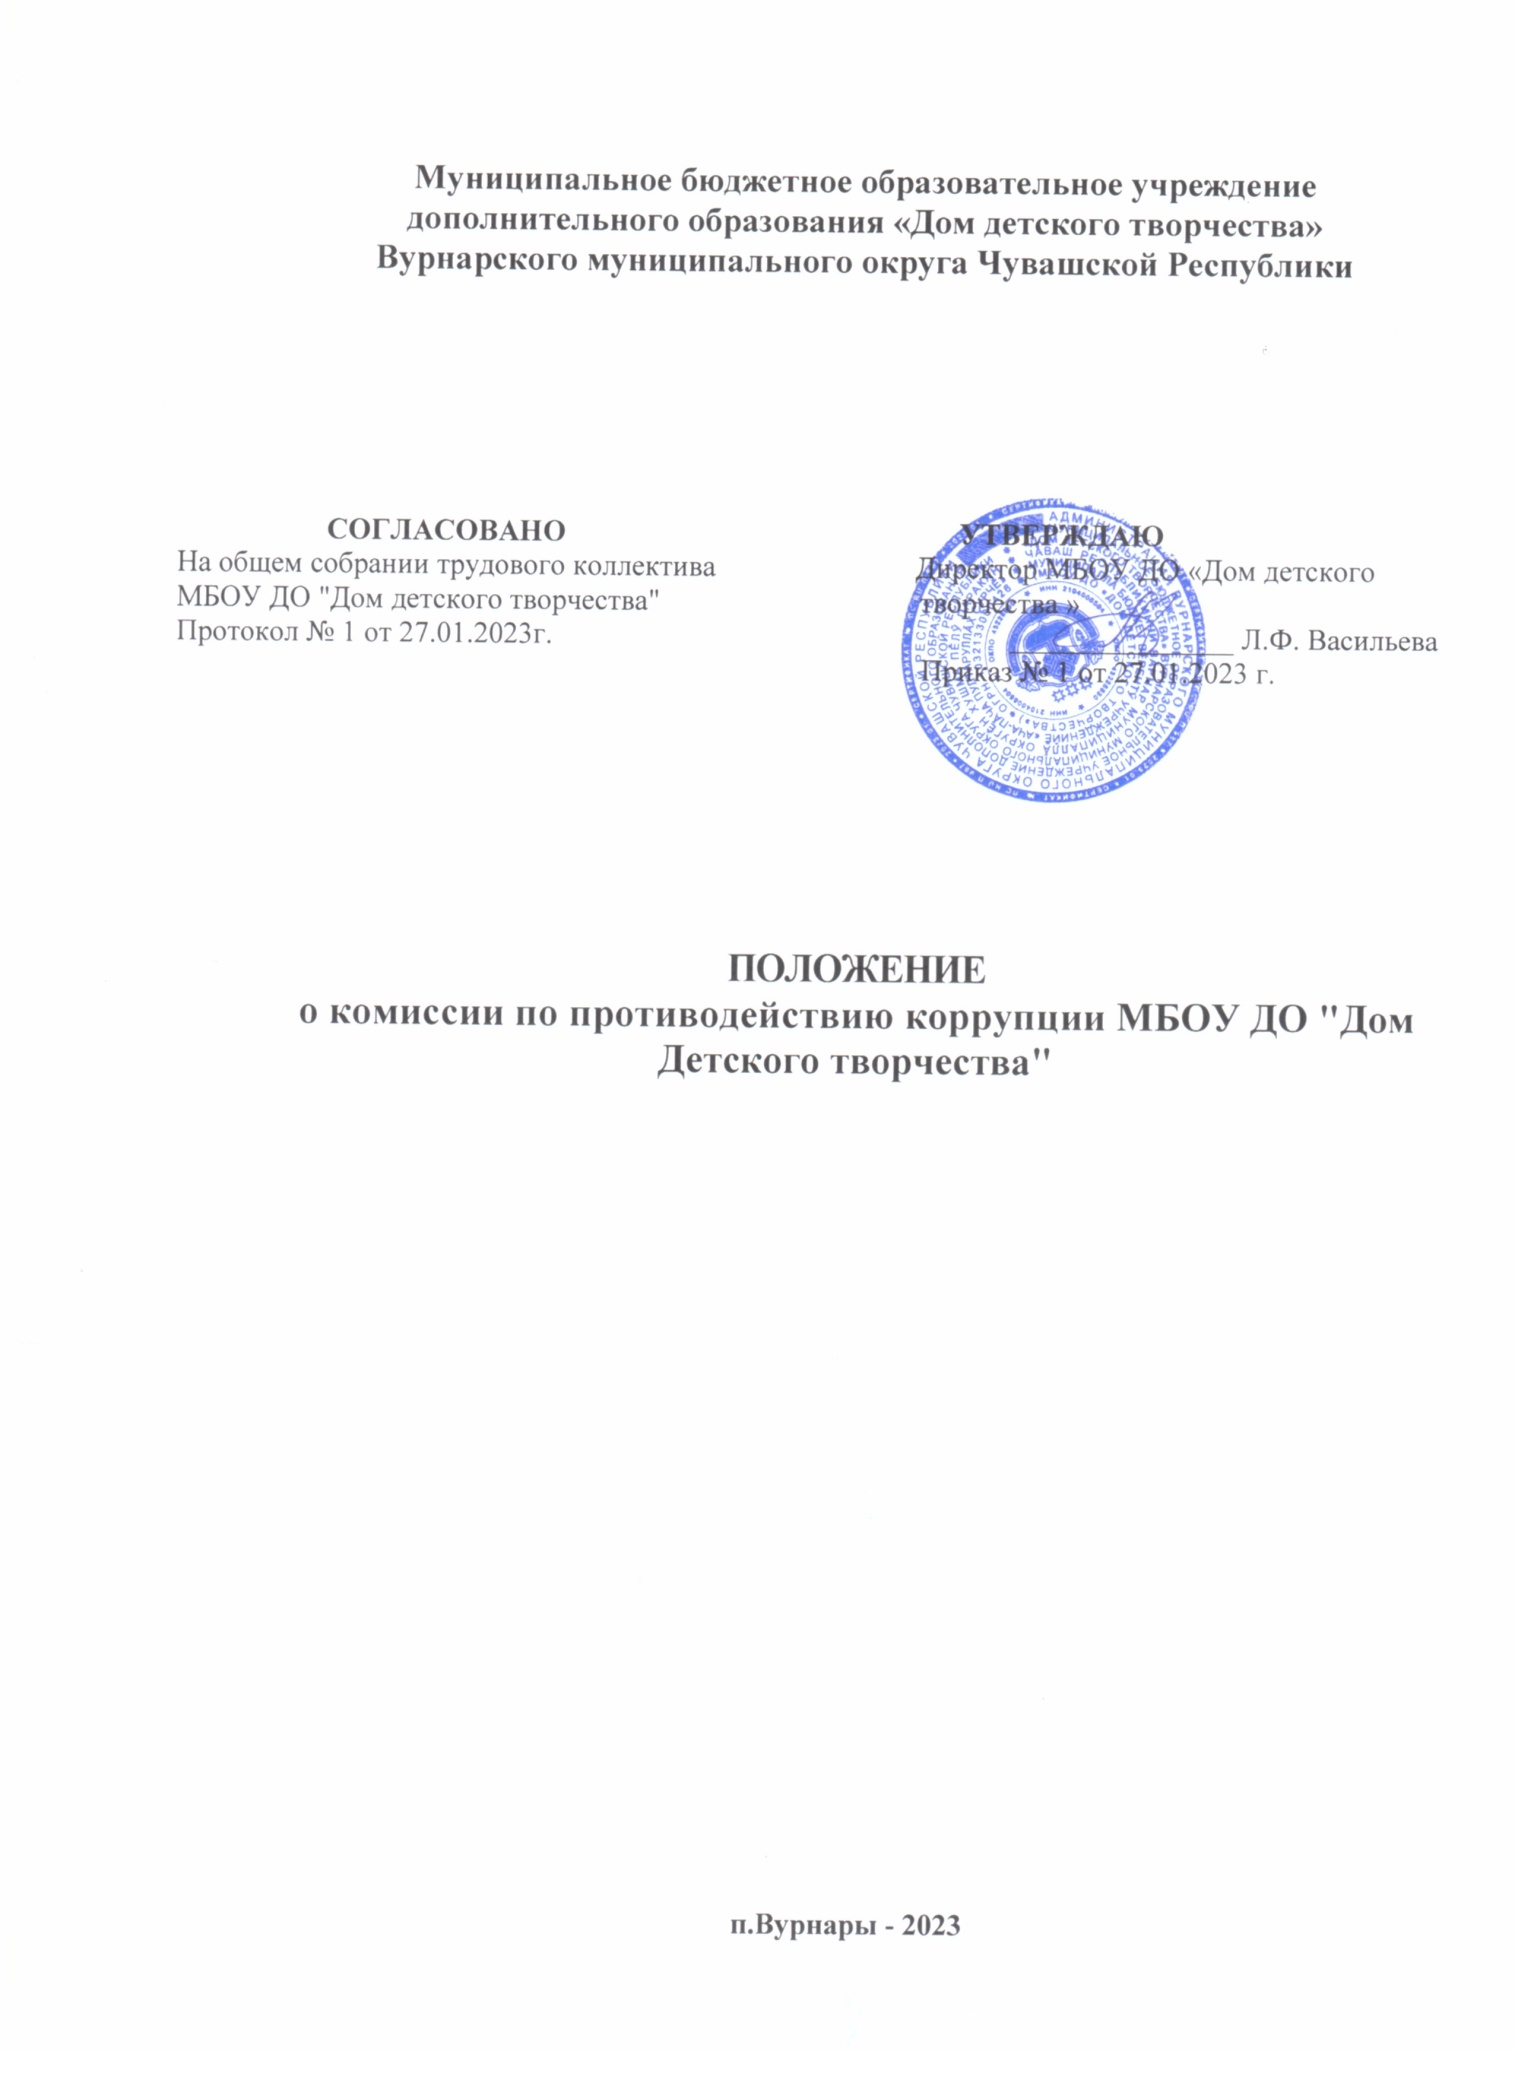 Муниципальное бюджетное образовательное учреждение
дополнительного образования «Дом детского творчества»
Вурнарского муниципального округа Чувашской Республики
СОГЛАСОВАНО
На общем собрании трудового коллектива
МБОУ ДО "Дом детского творчества"
Протокол № 1 от 27.01.2023г.
УТВЕРЖДАЮ
Директор МБОУ ДО «Дом детского
творчества »
Л.Ф. Васильева
Приказ № 1 от 27.01.2023 г.
ПОЛОЖЕНИЕ
о комиссии по противодействию коррупции МБОУ ДО "Дом
Детского творчества"
п.Вурнары - 2023